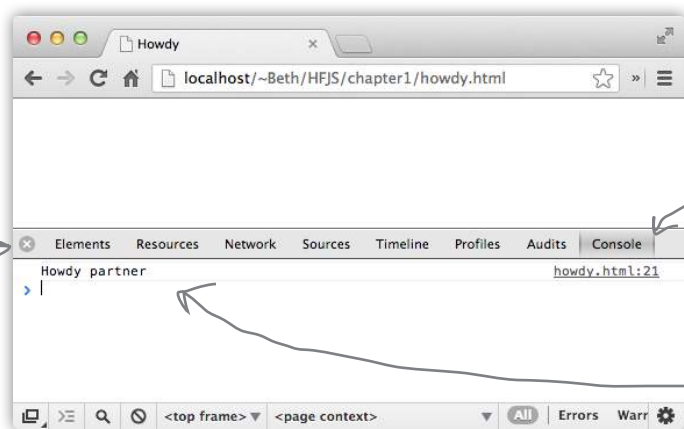 Howdy
localhost/~Beth/HFJS/chapter1/howdy.html
»
Elements Resources Network Sources Timeline Profiles Audits Console
Howdy partner howdy.html:21
>
<top frame> <page context> All Errors Warr